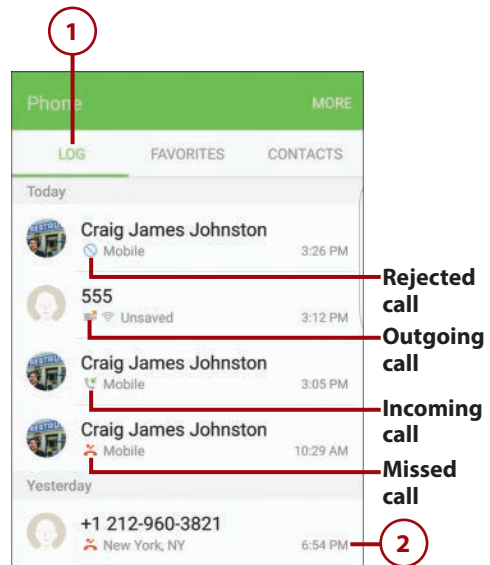 1
Phone MORE
LOG FAVORITES CONTACTS
Today
Craig James Johnston
Mobile 3:26 PM
Rejected
call
555
Unsaved 3:12 PM
Outgoing
call
Craig James Johnston
Mobile 3:05 PM
Incoming
call
Craig James Johnston
Mobile 10:29 AM
Missed
call
Yesterday
+1 212-960-3821
New York, NY 6:54 PM
2